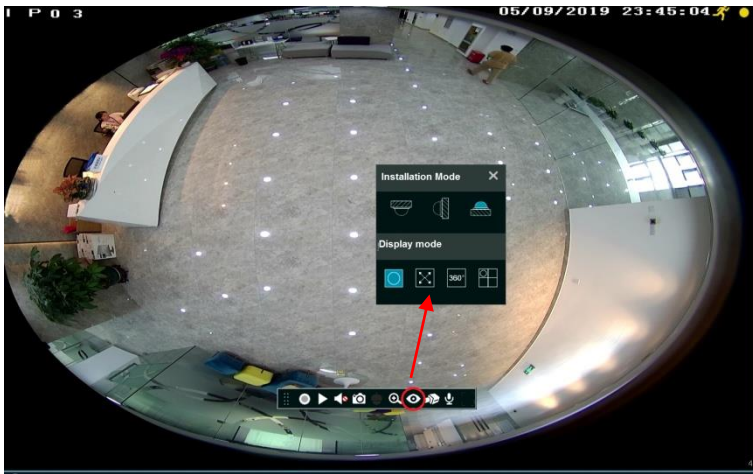 I P 0 3
05/09/2019 23:45:04
Installation Mode
Display mode
360°